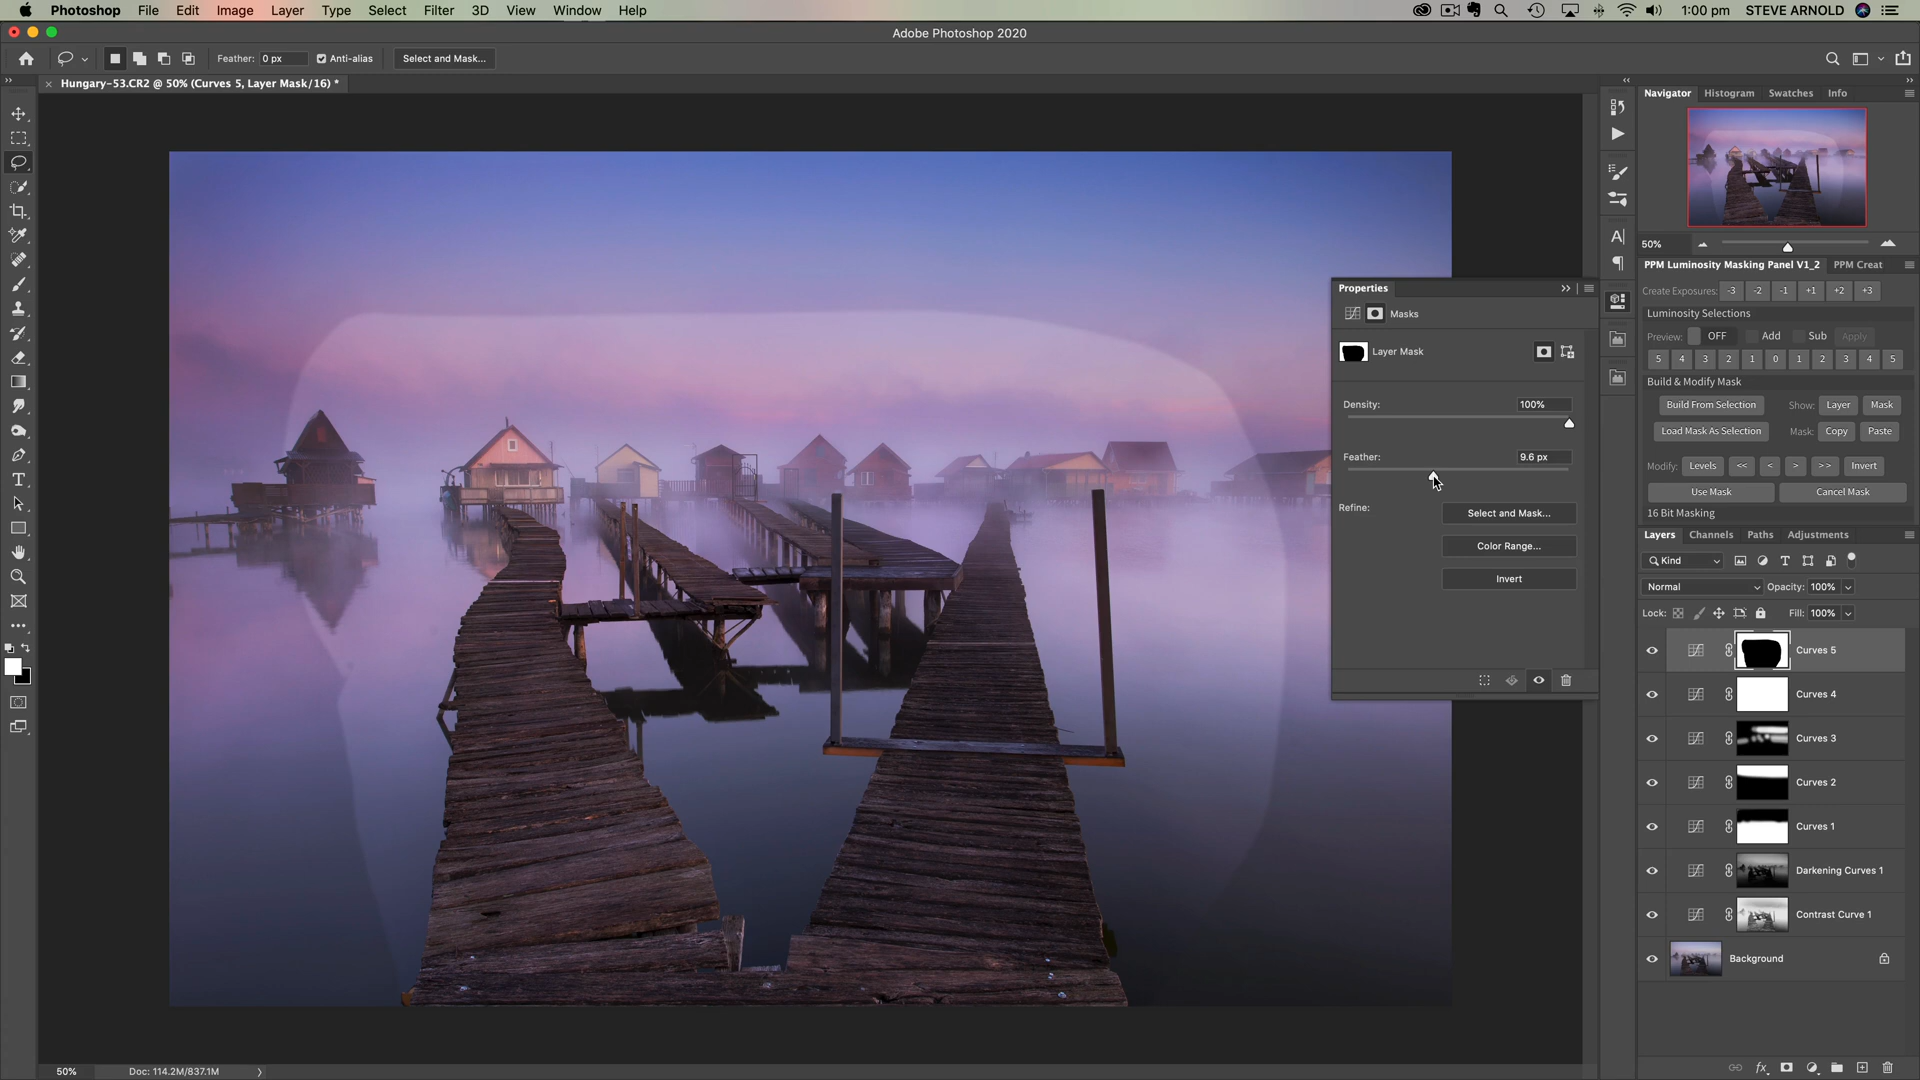 Photoshop File Edit Image Layer Type Select Filter 3D View Window Help 1:00 pm STEVE ARNOLD
Adobe Photoshop 2020
Feather: 0 px Anti-alias Select and Mask...
Hungary-53.CR2 @ 50% (Curves 5, Layer Mask/16) *
Navigator Histogram Swatches Info
50%
PPM Luminosity Masking Panel V1_2 PPM Creat
Create Exposures: -3 -2 -1 +1 +2 +3
Luminosity Selections
Preview: OFF Add Sub Apply
5 4 3 2 1 0 1 2 3 4 5
Build & Modify Mask
Build From Selection Show: Layer Mask
Load Mask As Selection Mask: Copy Paste
Modify: Levels << < > >> Invert
Use Mask Cancel Mask
16 Bit Masking
Properties
Masks
Layer Mask
Density: 100%
Feather: 9.6 px
Refine: Select and Mask...
Color Range...
Invert
Layers Channels Paths Adjustments
Kind
Normal Opacity: 100%
Lock: Fill: 100%
Curves 5
Curves 4
Curves 3
Curves 2
Curves 1
Darkening Curves 1
Contrast Curve 1
Background
50% Doc: 114.2M/837.1M